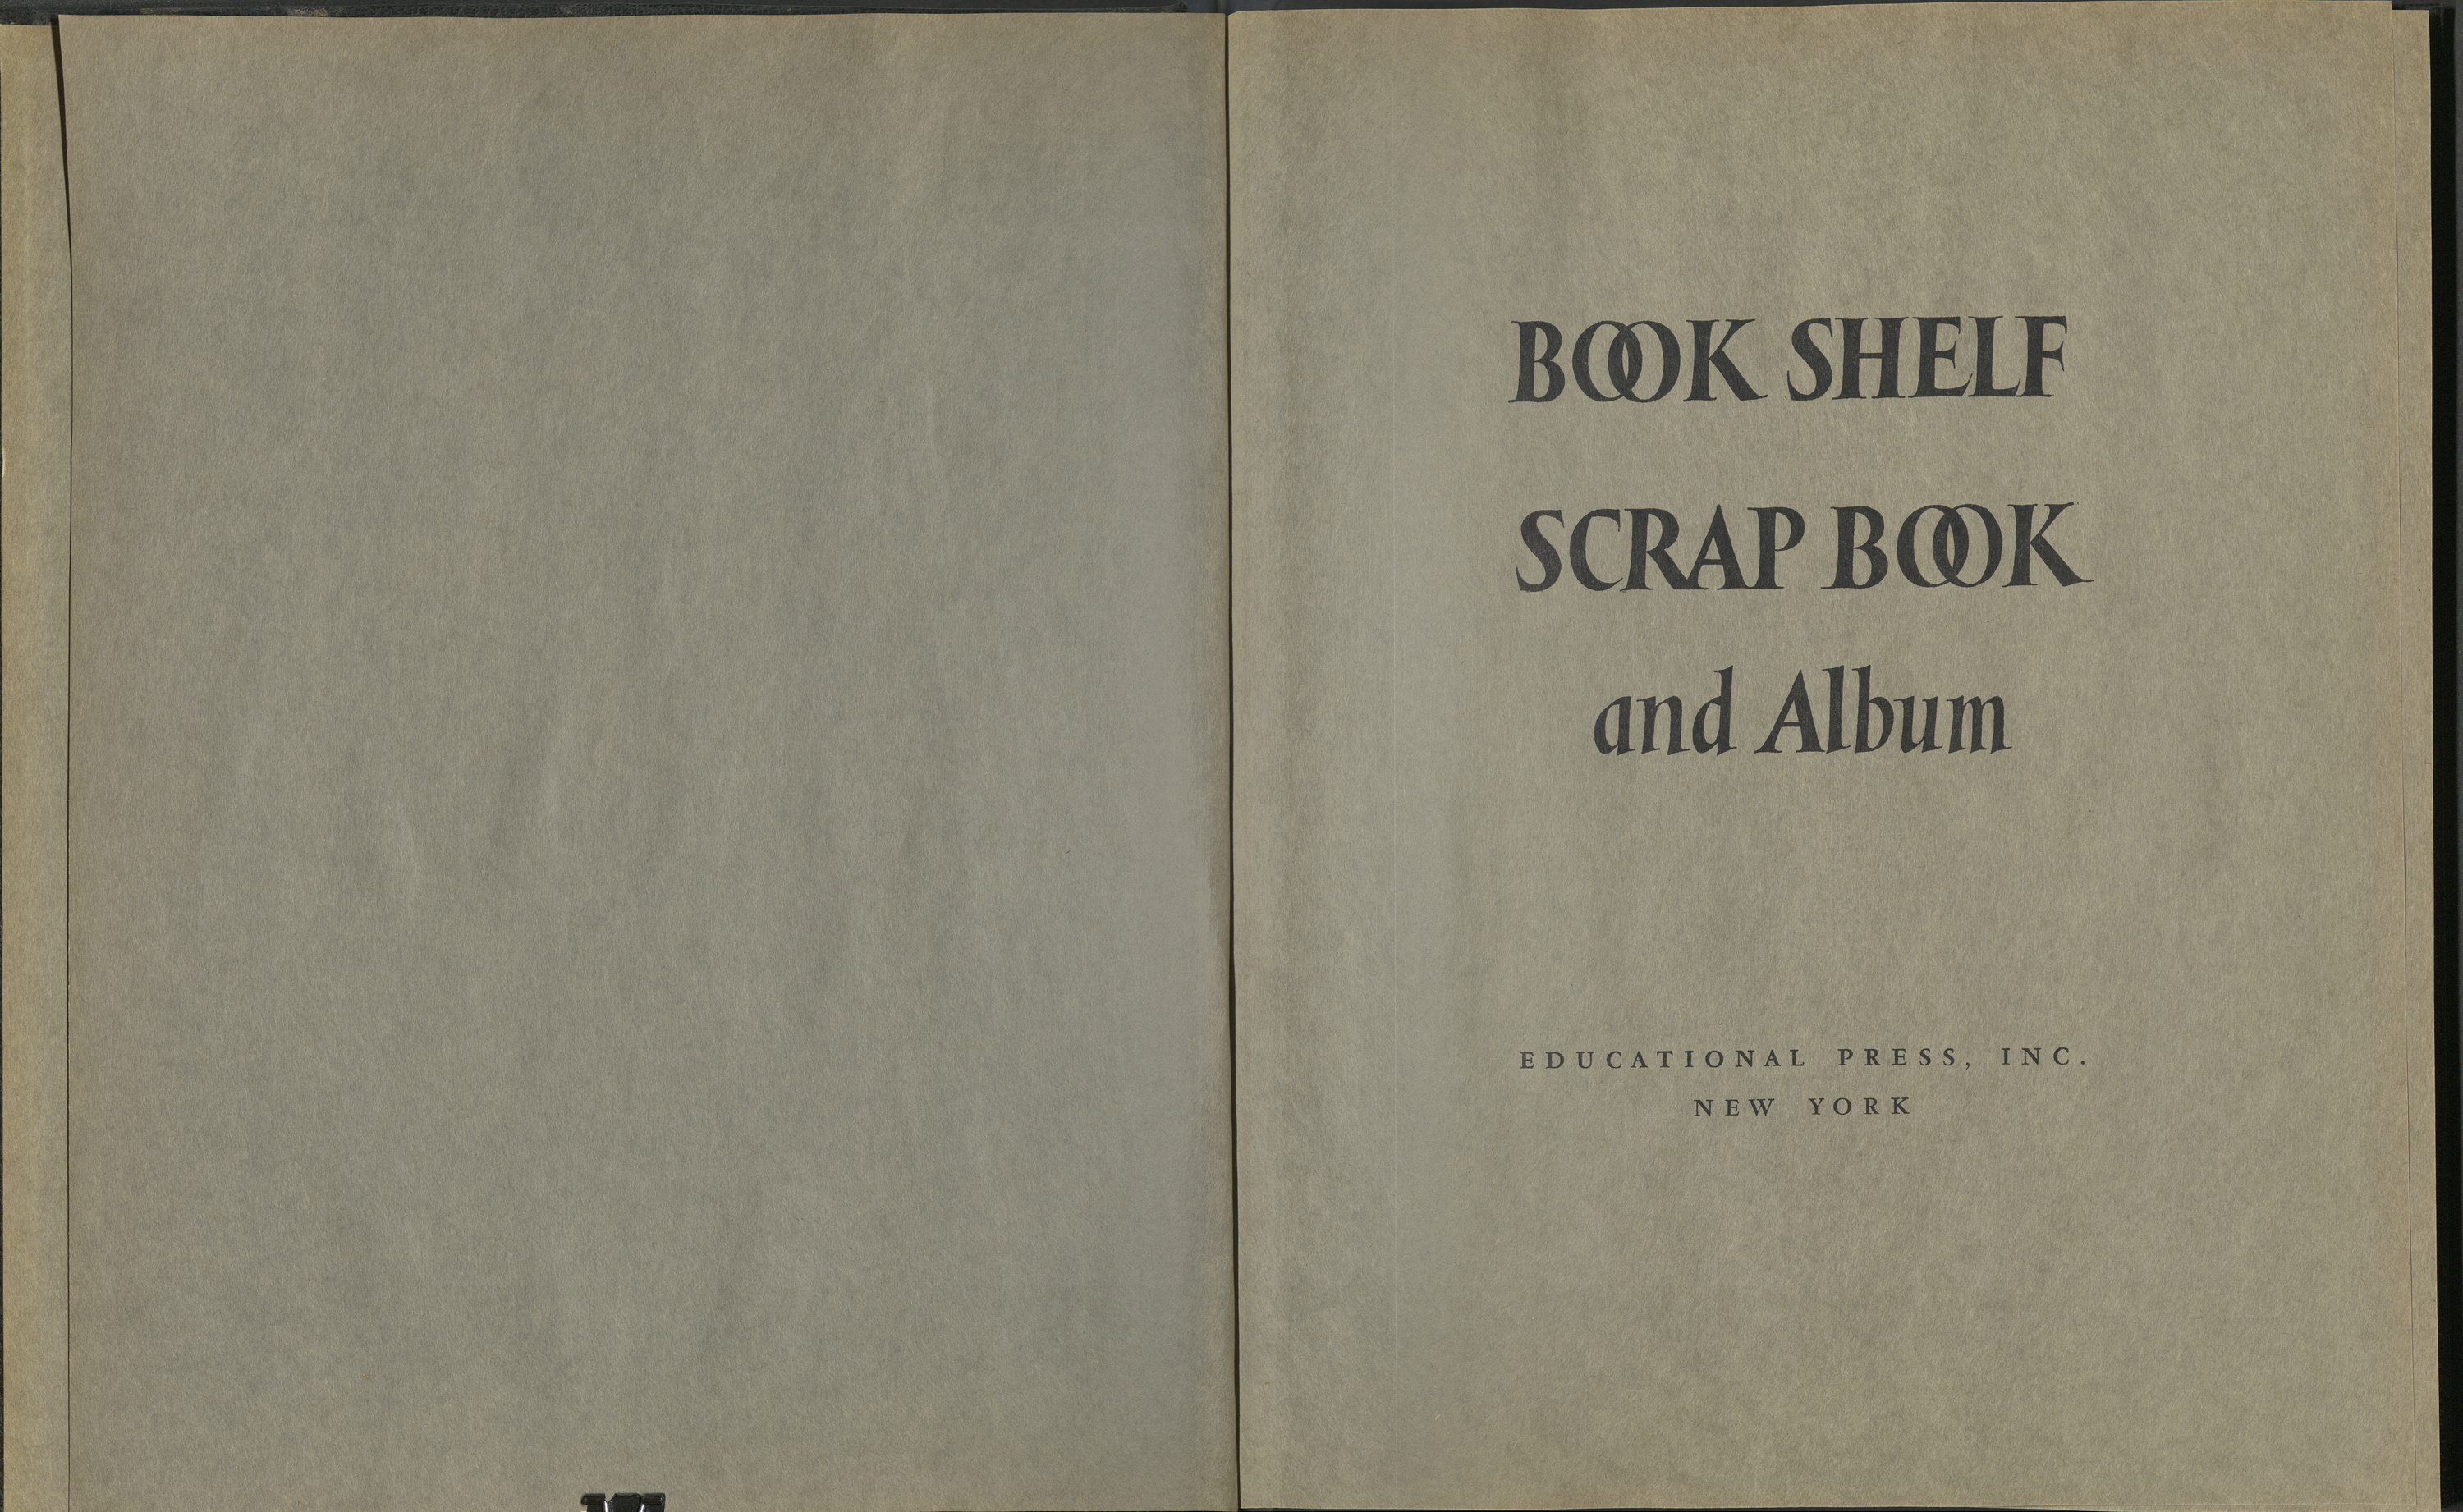 BOOK SHELF
SCRAP BOOK
and Album
EDUCATIONAL PRESS, INC.
NEW YORK